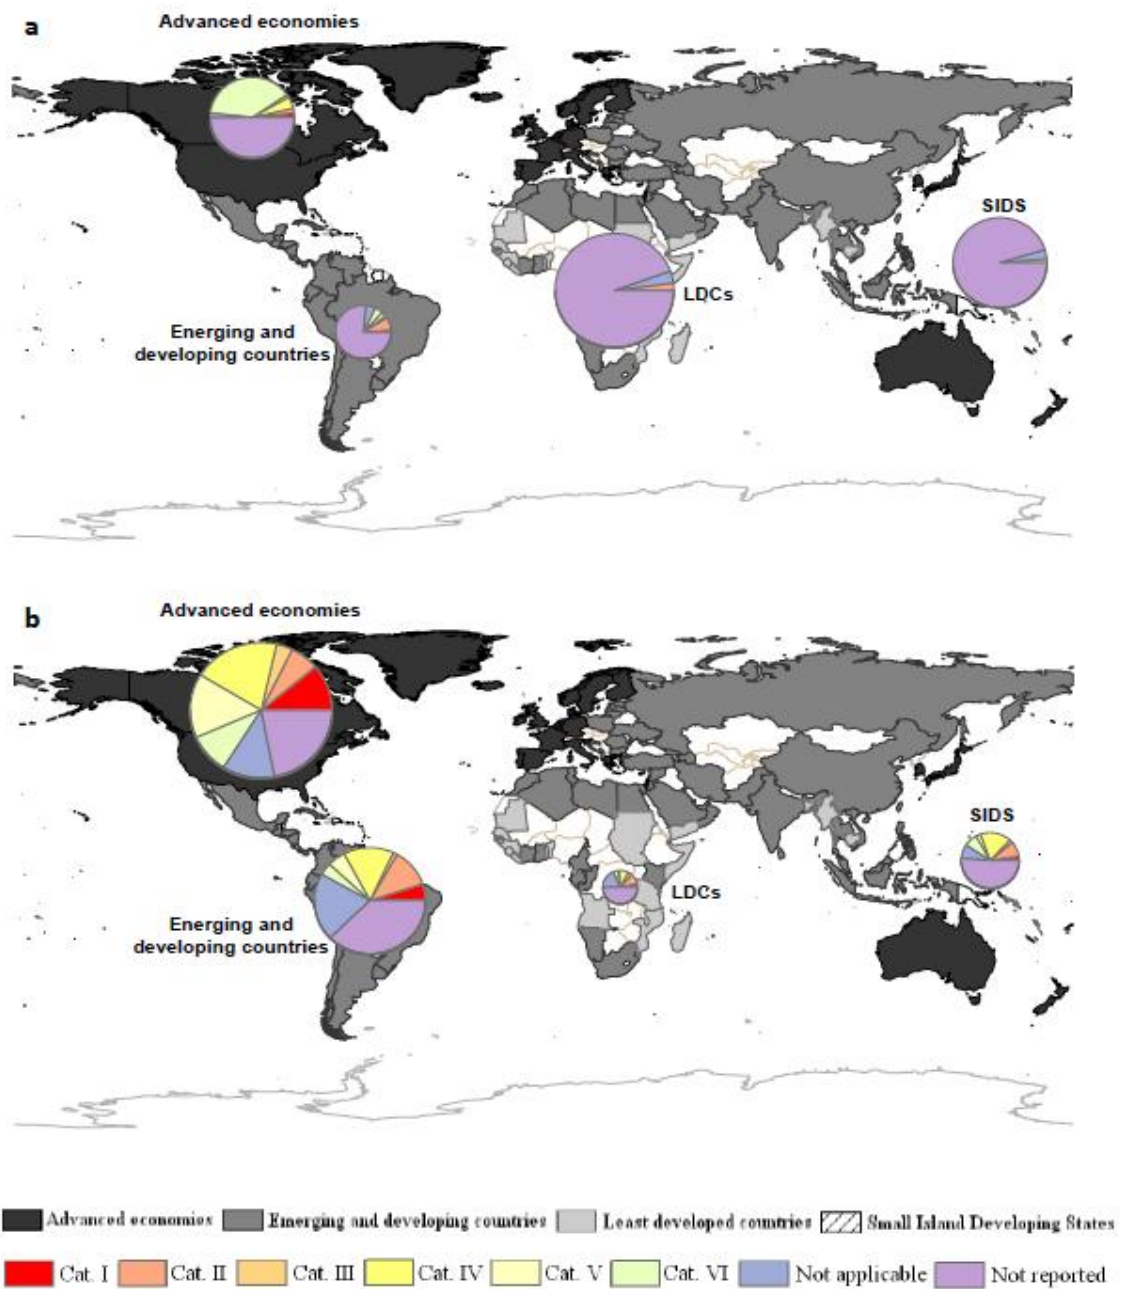 a
Advanced economies
SIDS
LDCs
Energing and
developing countries
b
Advanced economies
SIDS
LDCs
Energing and
developing countries
Advanced economies
Emerging and developing countries
Least developed countries
Small Island Developing States
Cat. I
Cat. II
Cat. III
Cat. IV
Cat. V
Cat. VI
Not applicable
Not reported